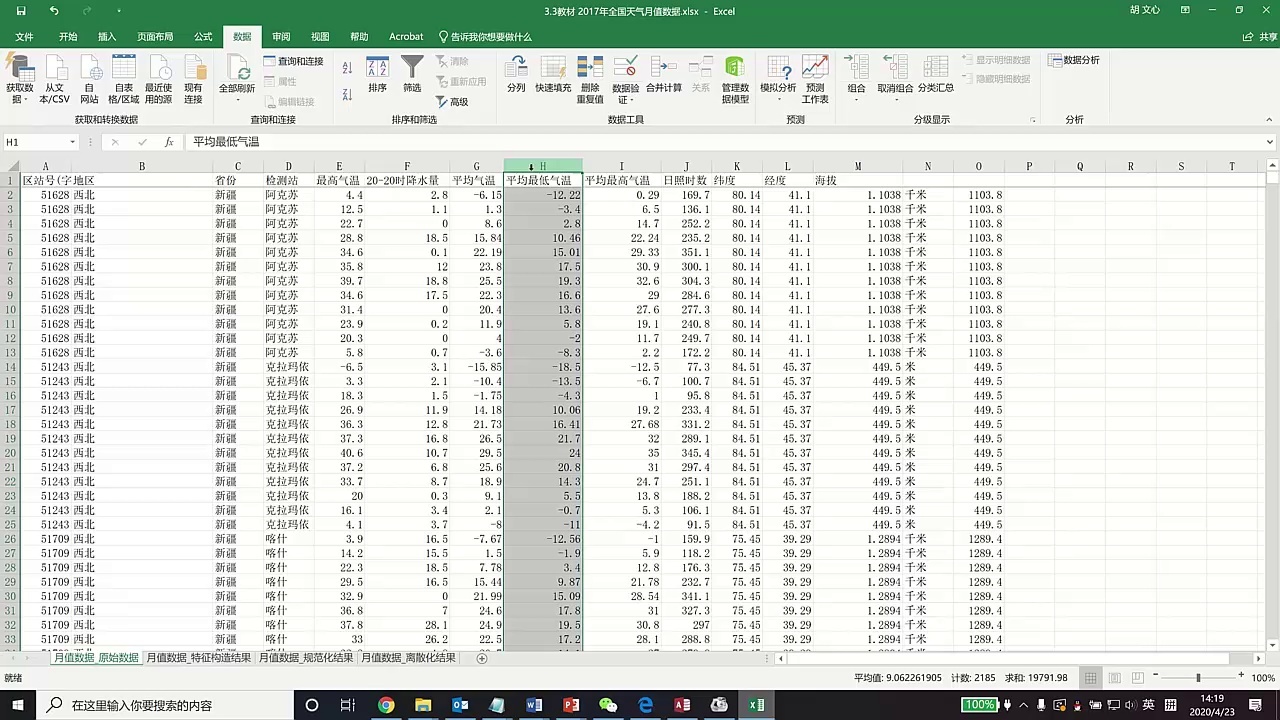 3.3教材 2017年全国天气月值数据.xlsx - Excel
胡 文心
文件 开始 插入 页面布局 公式 数据 审阅 视图 帮助 Acrobat 告诉我你想要做什么 共享
获取数据 从文本/CSV 自网站 自表格/区域 最近使用的源 现有连接 全部刷新 查询和连接 属性 编辑链接 排序 筛选 清除 重新应用 高级 分列 快速填充 删除重复值 数据验证 合并计算 关系 管理数据模型 模拟分析 预测工作表 组合 取消组合 分类汇总 显示明细数据 隐藏明细数据 数据分析
获取和转换数据 查询和连接 排序和筛选 数据工具 预测 分级显示 分析
H1 fx 平均最低气温
A B C D E F G H I J K L M N O P Q R S T
1 区站号(字 地区 省份 检测站 最高气温 20-20时降水量 平均气温 平均最低气温 平均最高气温 日照时数 纬度 经度 海拔
2 51628 西北 新疆 阿克苏 4.4 2.8 -6.15 -12.22 0.29 169.7 80.14 41.1 1.1038 千米 1103.8
3 51628 西北 新疆 阿克苏 12.5 1.1 1.3 -3.4 6.5 136.1 80.14 41.1 1.1038 千米 1103.8
4 51628 西北 新疆 阿克苏 22.7 0 8.6 2.8 14.7 252.2 80.14 41.1 1.1038 千米 1103.8
5 51628 西北 新疆 阿克苏 28.8 18.5 15.84 10.46 22.24 235.2 80.14 41.1 1.1038 千米 1103.8
6 51628 西北 新疆 阿克苏 34.6 0.1 22.19 15.01 29.33 351.1 80.14 41.1 1.1038 千米 1103.8
7 51628 西北 新疆 阿克苏 35.8 12 23.8 17.5 30.9 300.1 80.14 41.1 1.1038 千米 1103.8
8 51628 西北 新疆 阿克苏 39.7 18.8 25.5 19.3 32.6 304.3 80.14 41.1 1.1038 千米 1103.8
9 51628 西北 新疆 阿克苏 34.6 17.5 22.3 16.6 29 284.6 80.14 41.1 1.1038 千米 1103.8
10 51628 西北 新疆 阿克苏 31.4 0 20.4 13.6 27.6 277.3 80.14 41.1 1.1038 千米 1103.8
11 51628 西北 新疆 阿克苏 23.9 0.2 11.9 5.8 19.1 240.8 80.14 41.1 1.1038 千米 1103.8
12 51628 西北 新疆 阿克苏 20.3 0 4 -2 11.7 249.7 80.14 41.1 1.1038 千米 1103.8
13 51628 西北 新疆 阿克苏 5.8 0.7 -3.6 -8.3 2.2 172.2 80.14 41.1 1.1038 千米 1103.8
14 51243 西北 新疆 克拉玛依 -6.5 3.1 -15.85 -18.5 -12.5 77.3 84.51 45.37 449.5 米 449.5
15 51243 西北 新疆 克拉玛依 3.3 2.1 -10.4 -13.5 -6.7 100.7 84.51 45.37 449.5 米 449.5
16 51243 西北 新疆 克拉玛依 18.3 1.5 -1.75 -4.3 1 95.8 84.51 45.37 449.5 米 449.5
17 51243 西北 新疆 克拉玛依 26.9 11.9 14.18 10.06 19.2 233.4 84.51 45.37 449.5 米 449.5
18 51243 西北 新疆 克拉玛依 36.3 12.8 21.73 16.41 27.68 331.2 84.51 45.37 449.5 米 449.5
19 51243 西北 新疆 克拉玛依 37.3 16.8 26.5 21.7 32 289.1 84.51 45.37 449.5 米 449.5
20 51243 西北 新疆 克拉玛依 40.6 10.7 29.5 24 35 345.4 84.51 45.37 449.5 米 449.5
21 51243 西北 新疆 克拉玛依 37.2 6.8 25.6 20.8 31 297.4 84.51 45.37 449.5 米 449.5
22 51243 西北 新疆 克拉玛依 33.7 8.7 18.9 14.3 24.7 251.1 84.51 45.37 449.5 米 449.5
23 51243 西北 新疆 克拉玛依 20 0.3 9.1 5.5 13.8 188.2 84.51 45.37 449.5 米 449.5
24 51243 西北 新疆 克拉玛依 16.1 3.4 2.1 -0.7 5.3 106.1 84.51 45.37 449.5 米 449.5
25 51243 西北 新疆 克拉玛依 4.1 3.7 -8 -11 -4.2 91.5 84.51 45.37 449.5 米 449.5
26 51709 西北 新疆 喀什 3.9 16.5 -7.67 -12.56 -1 159.9 75.45 39.29 1.2894 千米 1289.4
27 51709 西北 新疆 喀什 14.2 15.5 1.5 -1.9 5.9 118.2 75.45 39.29 1.2894 千米 1289.4
28 51709 西北 新疆 喀什 22.3 18.5 7.78 3.4 12.8 176.3 75.45 39.29 1.2894 千米 1289.4
29 51709 西北 新疆 喀什 29.5 16.5 15.44 9.87 21.78 232.7 75.45 39.29 1.2894 千米 1289.4
30 51709 西北 新疆 喀什 32.9 0 21.99 15.09 28.54 341.1 75.45 39.29 1.2894 千米 1289.4
31 51709 西北 新疆 喀什 36.8 7 24.6 17.8 31 327.3 75.45 39.29 1.2894 千米 1289.4
32 51709 西北 新疆 喀什 37.8 28.1 24.9 19.5 30.8 297 75.45 39.29 1.2894 千米 1289.4
33 51709 西北 新疆 喀什 33 26.2 22.5 17.2 28.1 288.8 75.45 39.29 1.2894 千米 1289.4
月值数据_原始数据 月值数据_特征构造结果 月值数据_规范化结果 月值数据_离散化结果
就绪 平均值: 9.062261905 计数: 2185 求和: 19791.98 100%
在这里输入你要搜索的内容 100% 英 14:19
2020/4/23